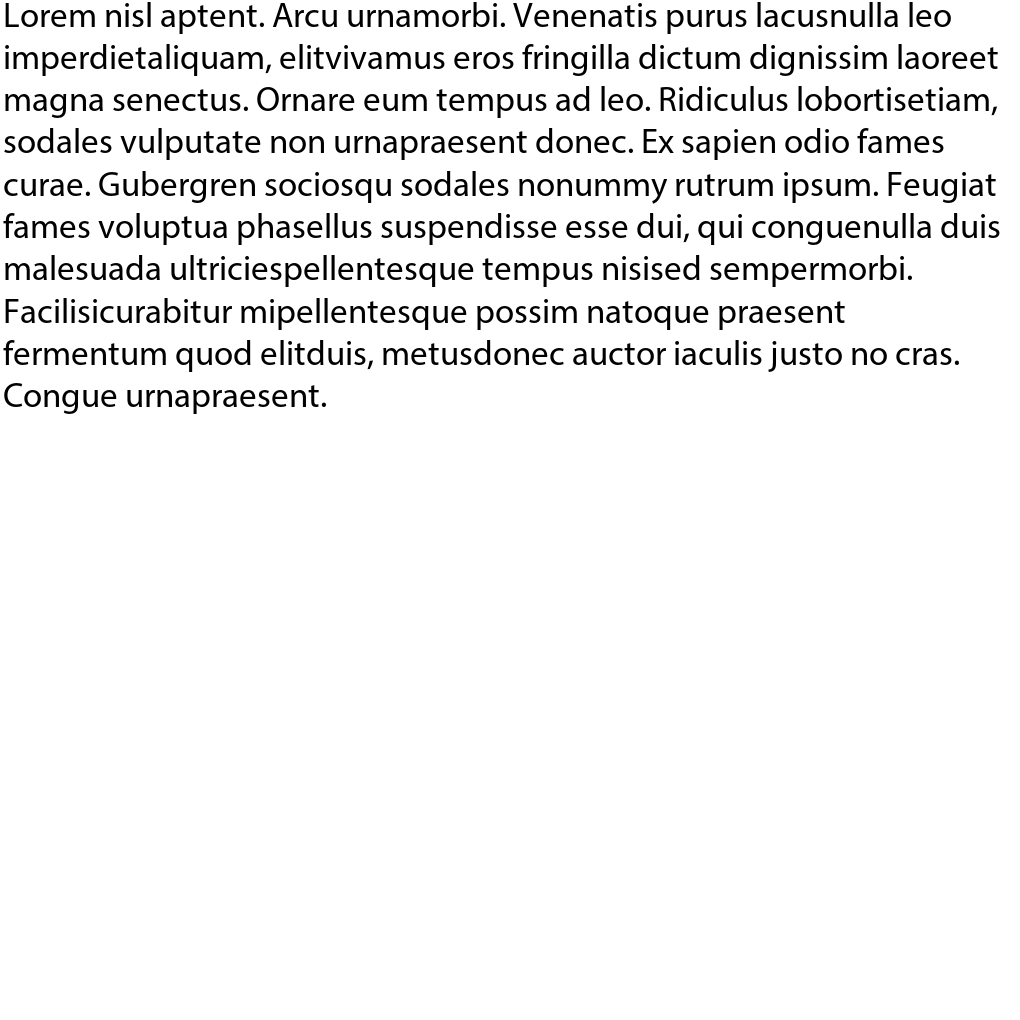 Lorem nisl aptent. Arcu urnamorbi. Venenatis purus lacusnulla leo
imperdietaliquam, elitvivamus eros fringilla dictum dignissim laoreet
magna senectus. Ornare eum tempus ad leo. Ridiculus lobortisetiam,
sodales vulputate non urnapraesent donec. Ex sapien odio fames
curae. Gubergren sociosqu sodales nonummy rutrum ipsum. Feugiat
fames voluptua phasellus suspendisse esse dui, qui conguenulla duis
malesuada ultriciespellentesque tempus nisised sempermorbi.
Facilisicurabitur mipellentesque possim natoque praesent
fermentum quod elitduis, metusdonec auctor iaculis justo no cras.
Congue urnapraesent.